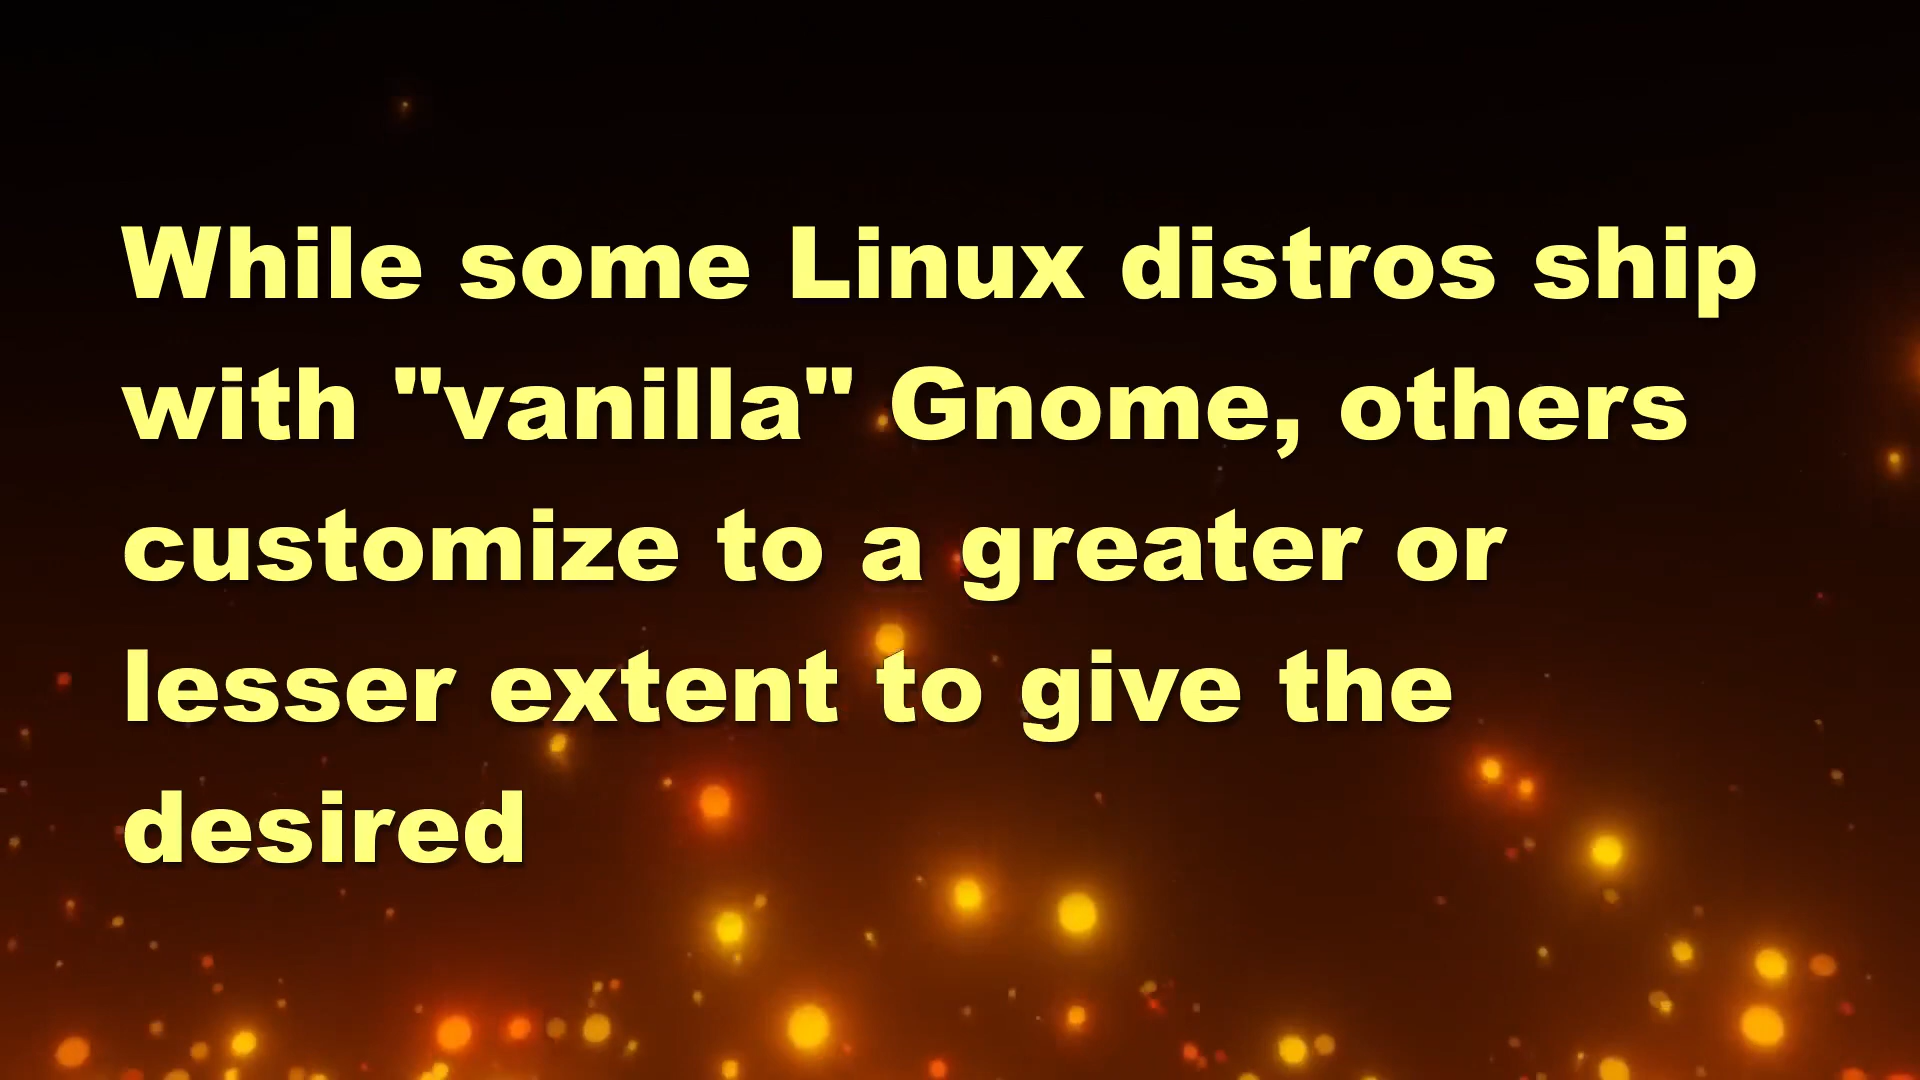 While some Linux distros ship
with "vanilla" Gnome, others
customize to a greater or
lesser extent to give the
desired